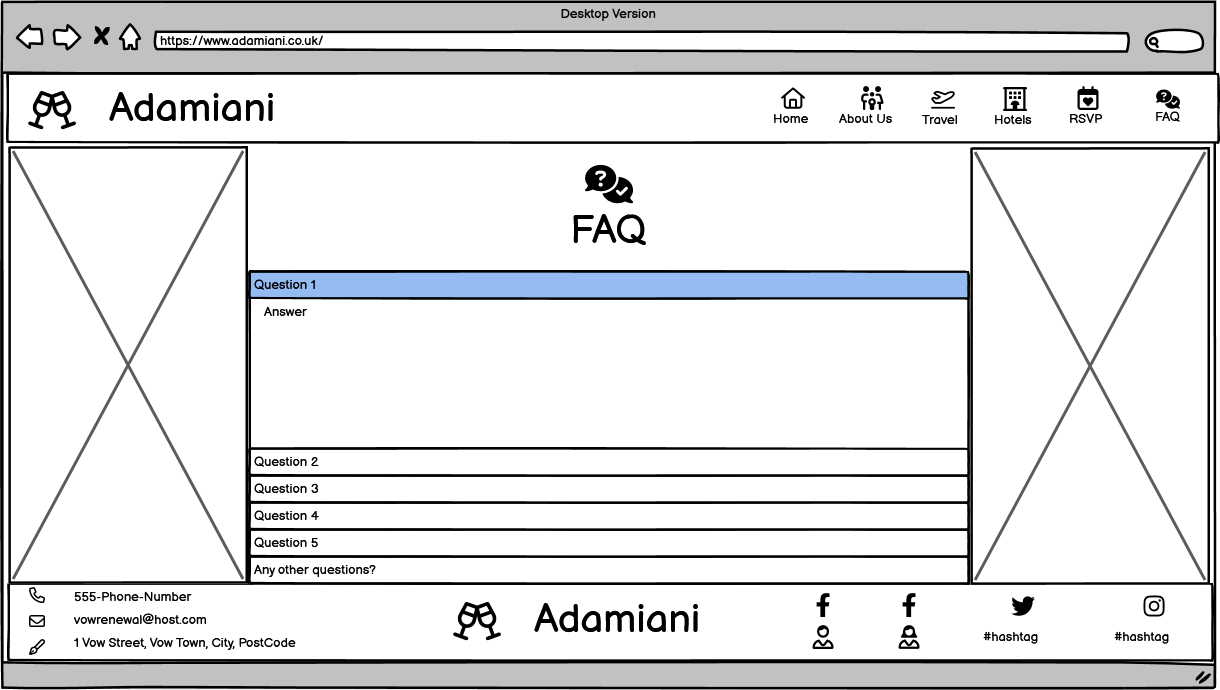 Desktop Version
https://www.adamiani.co.uk/
Adamiani
Home
About Us
Travel
Hotels
RSVP
FAQ
FAQ
Question 1
Answer
Question 2
Question 3
Question 4
Question 5
Any other questions?
555-Phone-Number
vowrenewal@host.com
1 Vow Street, Vow Town, City, PostCode
Adamiani
#hashtag
#hashtag